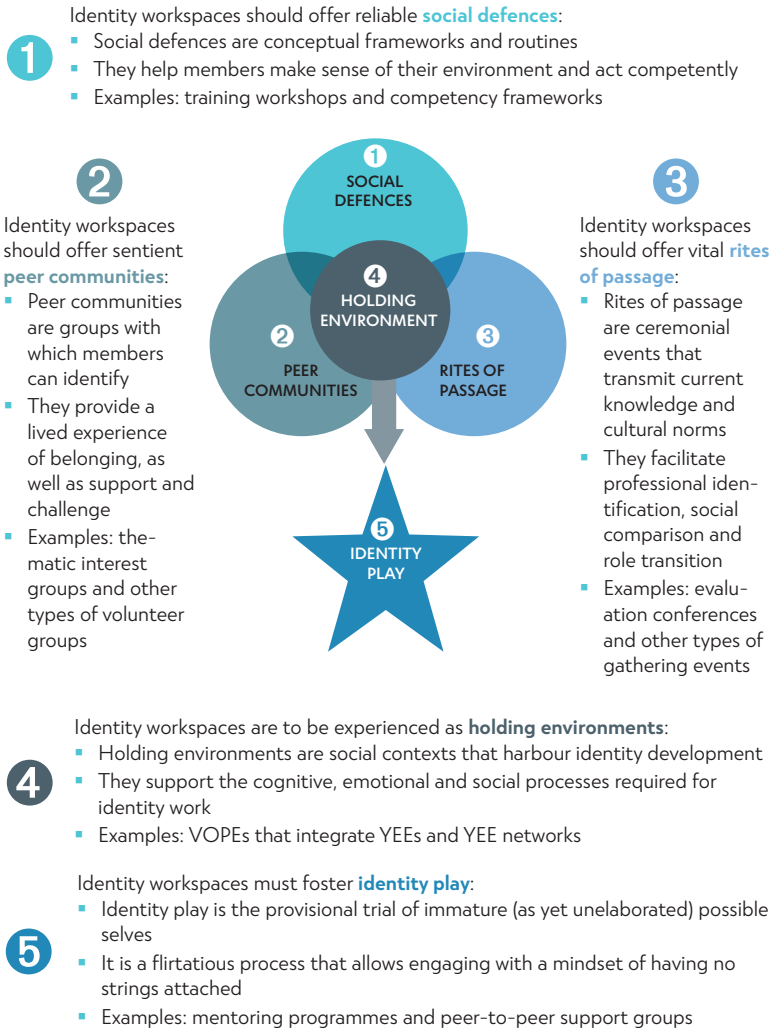 Identity workspaces should offer reliable social defences:
1
▪ Social defences are conceptual frameworks and routines
▪ They help members make sense of their environment and act competently
▪ Examples: training workshops and competency frameworks
2
Identity workspaces
should offer sentient
peer communities:
▪ Peer communities
are groups with
which members
can identify
▪ They provide a
lived experience
of belonging, as
well as support and
challenge
▪ Examples: the-
matic interest
groups and other
types of volunteer
groups
1
SOCIAL
DEFENCES
4
HOLDING
ENVIRONMENT
2
PEER
COMMUNITIES
3
RITES OF
PASSAGE
5
IDENTITY
PLAY
3
Identity workspaces
should offer vital rites
of passage:
▪ Rites of passage
are ceremonial
events that
transmit current
knowledge and
cultural norms
▪ They facilitate
professional iden-
tification, social
comparison and
role transition
▪ Examples: evalu-
ation conferences
and other types of
gathering events
Identity workspaces are to be experienced as holding environments:
4
▪ Holding environments are social contexts that harbour identity development
▪ They support the cognitive, emotional and social processes required for
identity work
▪ Examples: VOPEs that integrate YEEs and YEE networks
Identity workspaces must foster identity play:
5
▪ Identity play is the provisional trial of immature (as yet unelaborated) possible
selves
▪ It is a flirtatious process that allows engaging with a mindset of having no
strings attached
▪ Examples: mentoring programmes and peer-to-peer support groups